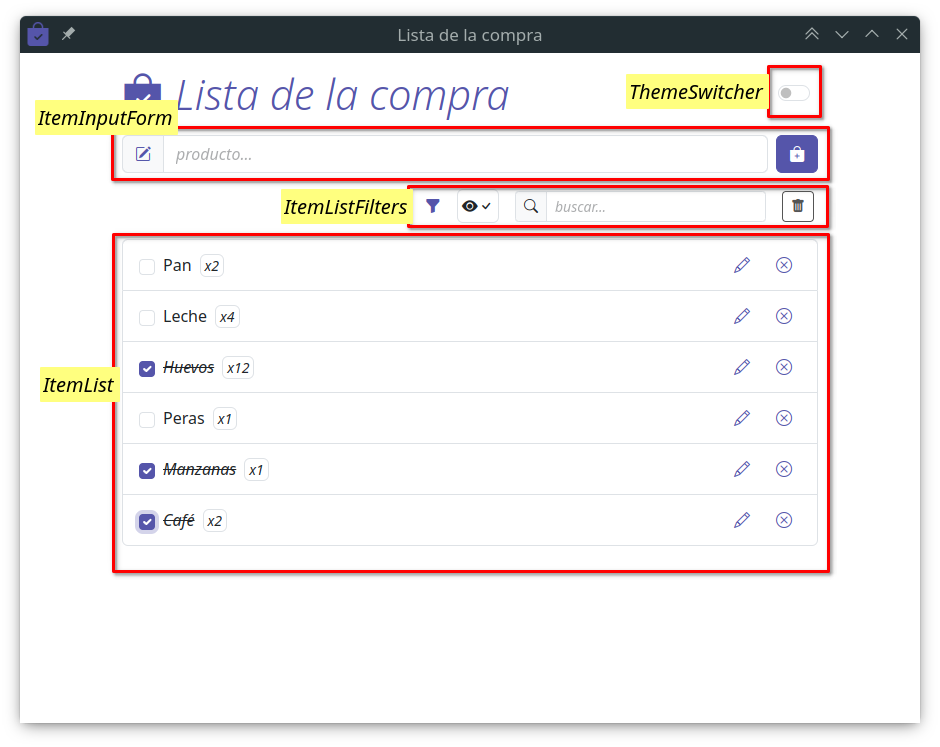 Lista de la compra
Lista de la compra
ThemeSwitcher
ItemInputForm
producto...
ItemListFilters
buscar...
Pan x2
Leche x4
Huevos x12
ItemList
Peras x1
Manzanas x1
Café x2